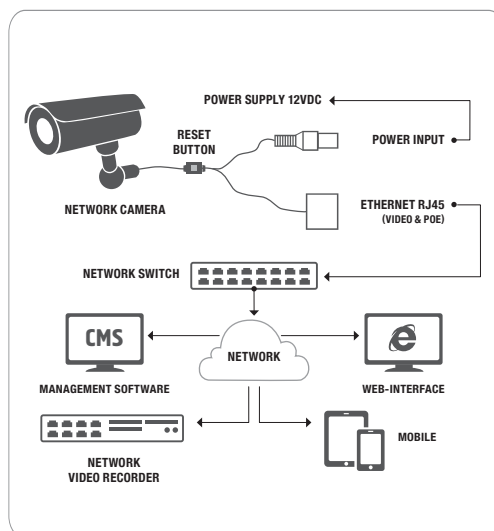 POWER SUPPLY 12VDC
RESET
BUTTON
POWER INPUT
NETWORK CAMERA
ETHERNET RJ45
(VIDEO & POE)
NETWORK SWITCH
CMS
NETWORK
e
MANAGEMENT SOFTWARE
WEB-INTERFACE
MOBILE
NETWORK
VIDEO RECORDER